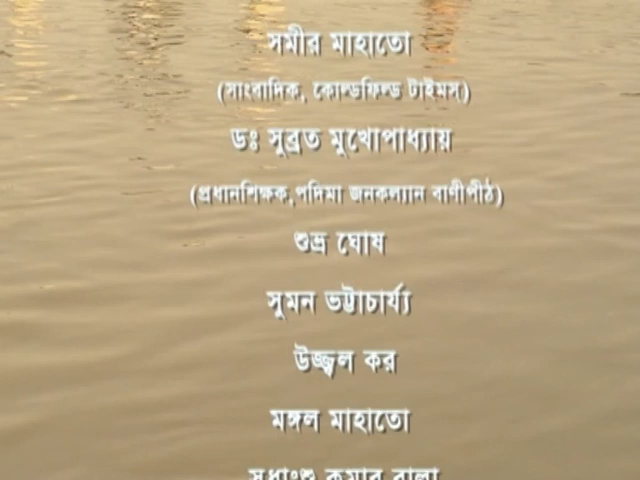 সমীর মাহাতো
(সাংবাদিক, কোল্ডফিল্ড টাইমস)
ডঃ সুব্রত মুখোপাধ্যায়
(প্রধানশিক্ষক,পদিমা জনকল্যান বাণীপীঠ)
শুভ্র ঘোষ
সুমন ভট্টাচার্য্য
উজ্জ্বল কর
মঙ্গল মাহাতো
সুধাংশু কুমার বালা